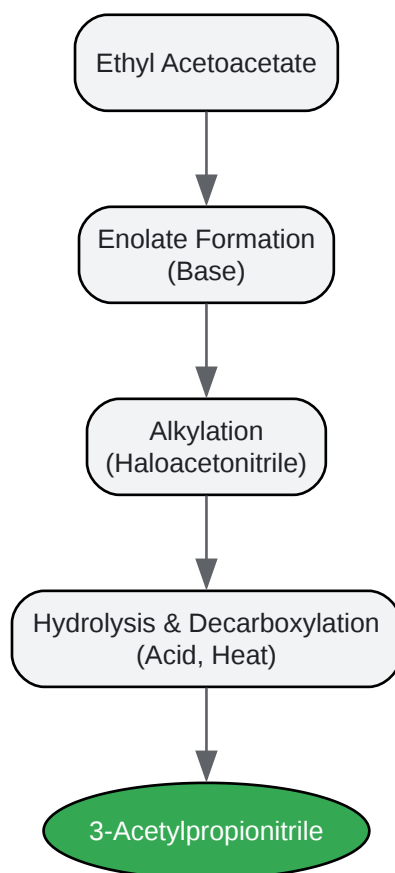 Ethyl Acetoacetate
Enolate Formation
(Base)
Alkylation
(Haloacetonitrile)
Hydrolysis & Decarboxylation
(Acid, Heat)
3-Acetylpropionitrile